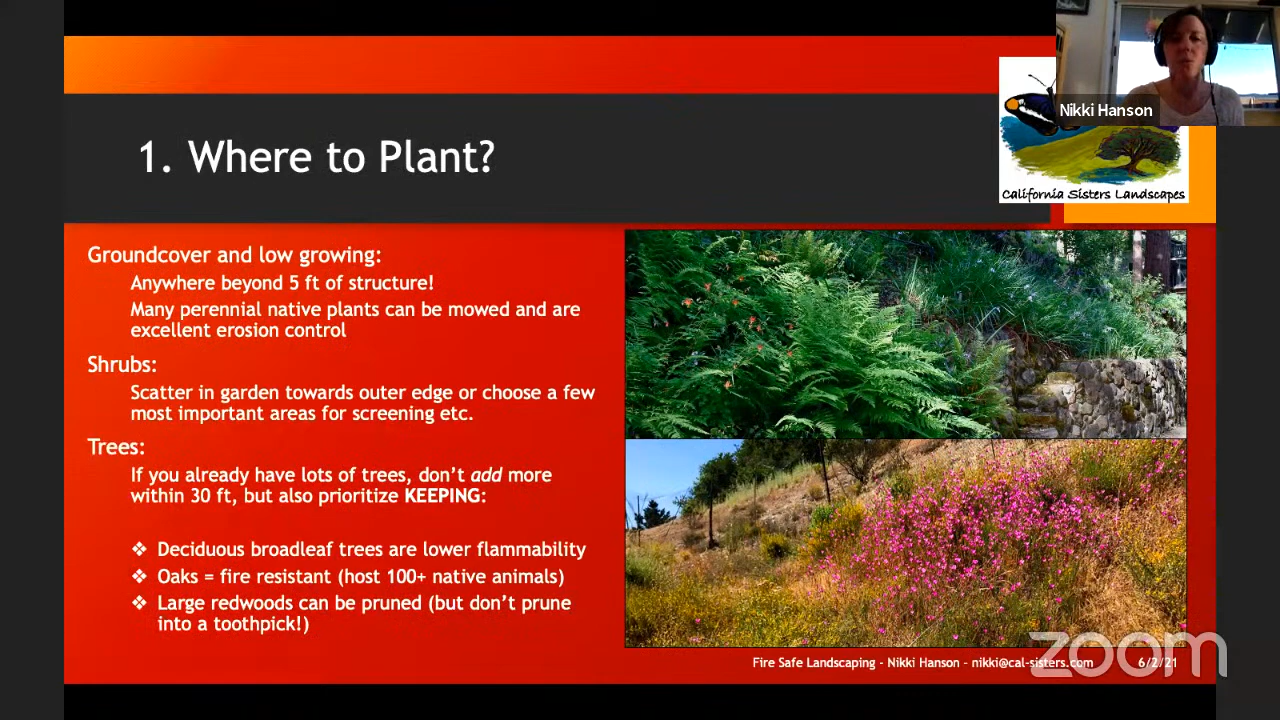 Nikki Hanson
California Sisters Landscapes
1. Where to Plant?
Groundcover and low growing:
Anywhere beyond 5 ft of structure!
Many perennial native plants can be mowed and are
excellent erosion control
Shrubs:
Scatter in garden towards outer edge or choose a few
most important areas for screening etc.
Trees:
If you already have lots of trees, don't add more
within 30 ft, but also prioritize KEEPING:
❖ Deciduous broadleaf trees are lower flammability
❖ Oaks = fire resistant (host 100+ native animals)
❖ Large redwoods can be pruned (but don't prune
into a toothpick!)
Fire Safe Landscaping - Nikki Hanson - nikki@cal-sisters.com 6/2/21
zoom